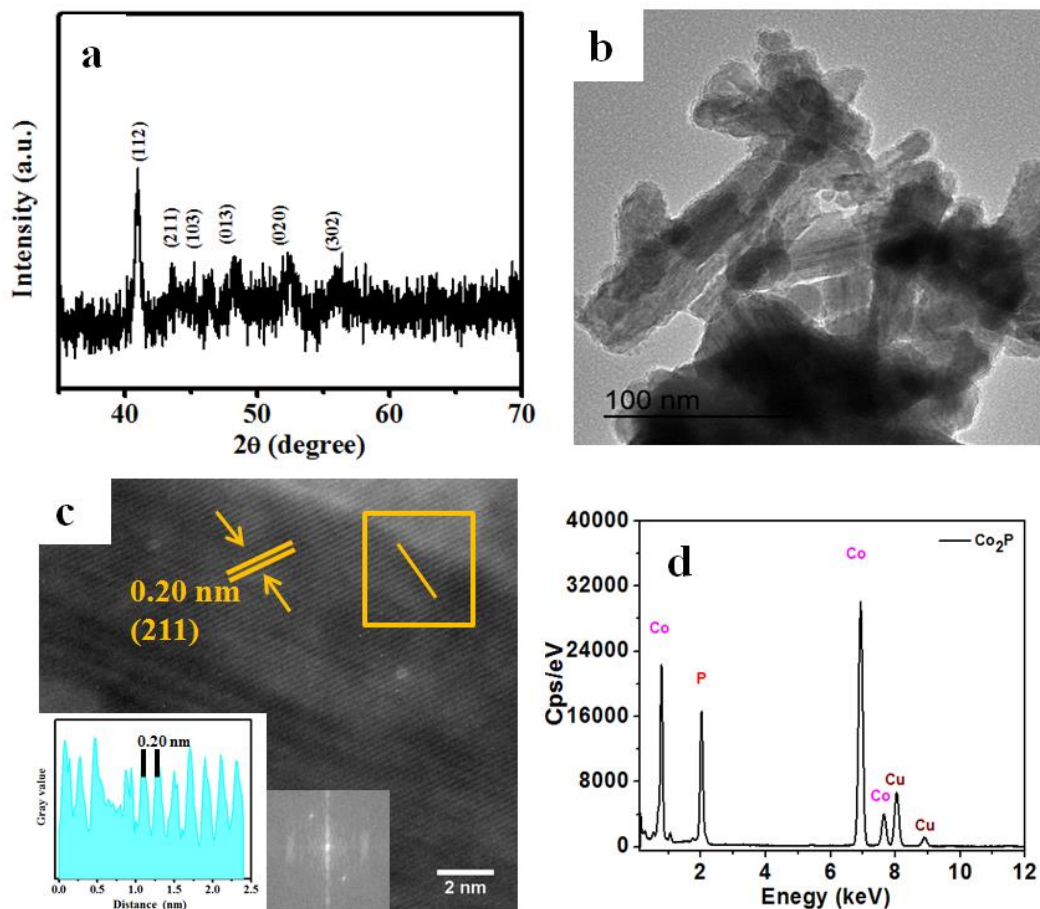 a
Intensity (a.u.)
(112)
(211)
(103)
(013)
(020)
(302)
40 50 60 70
2θ (degree)
b
100 nm
c
0.20 nm
(211)
0.20 nm
Gray value
0.0 0.5 1.0 1.5 2.0 2.5
Distance (nm)
2 nm
d
Co₂P
Cps/eV
40000
32000
24000
16000
8000
0
Co
P
Co
Co
Cu
Cu
2 4 6 8 10 12
Enegy (keV)